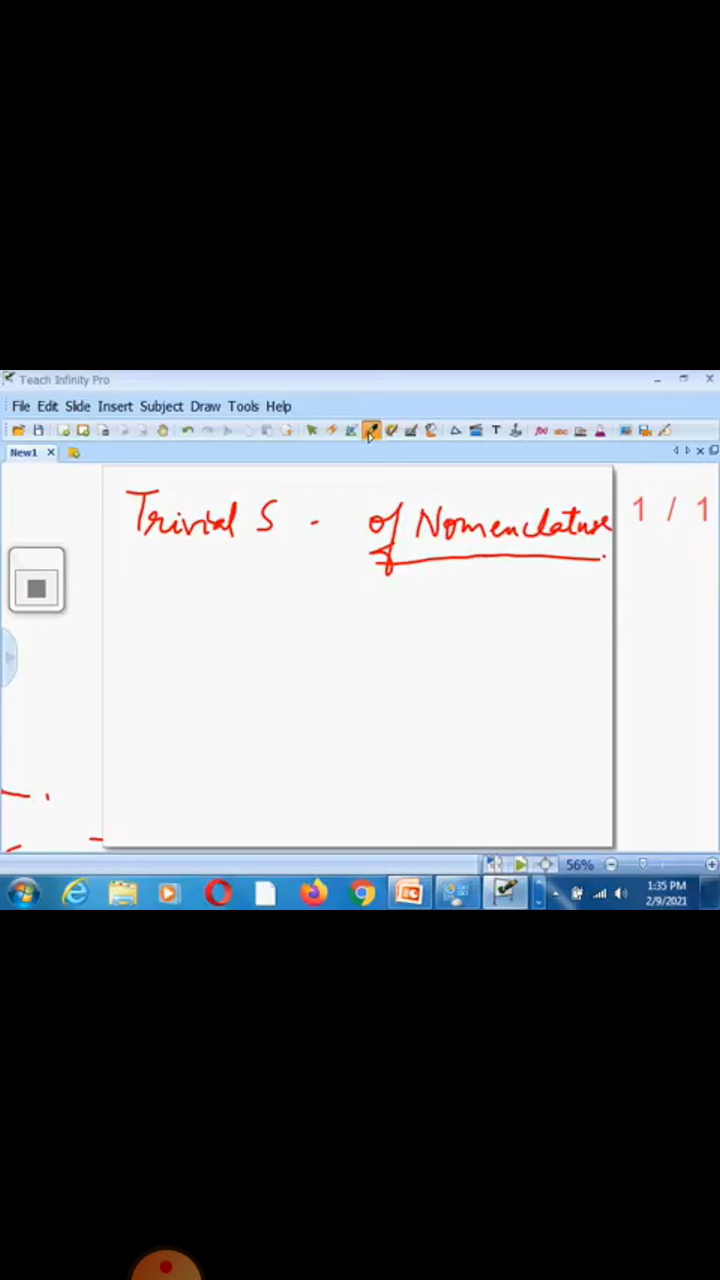 Teach Infinity Pro
File Edit Slide Insert Subject Draw Tools Help
New1
Trivial S - of Nomenclature
1 / 1
56%
1:35 PM
2/9/2021